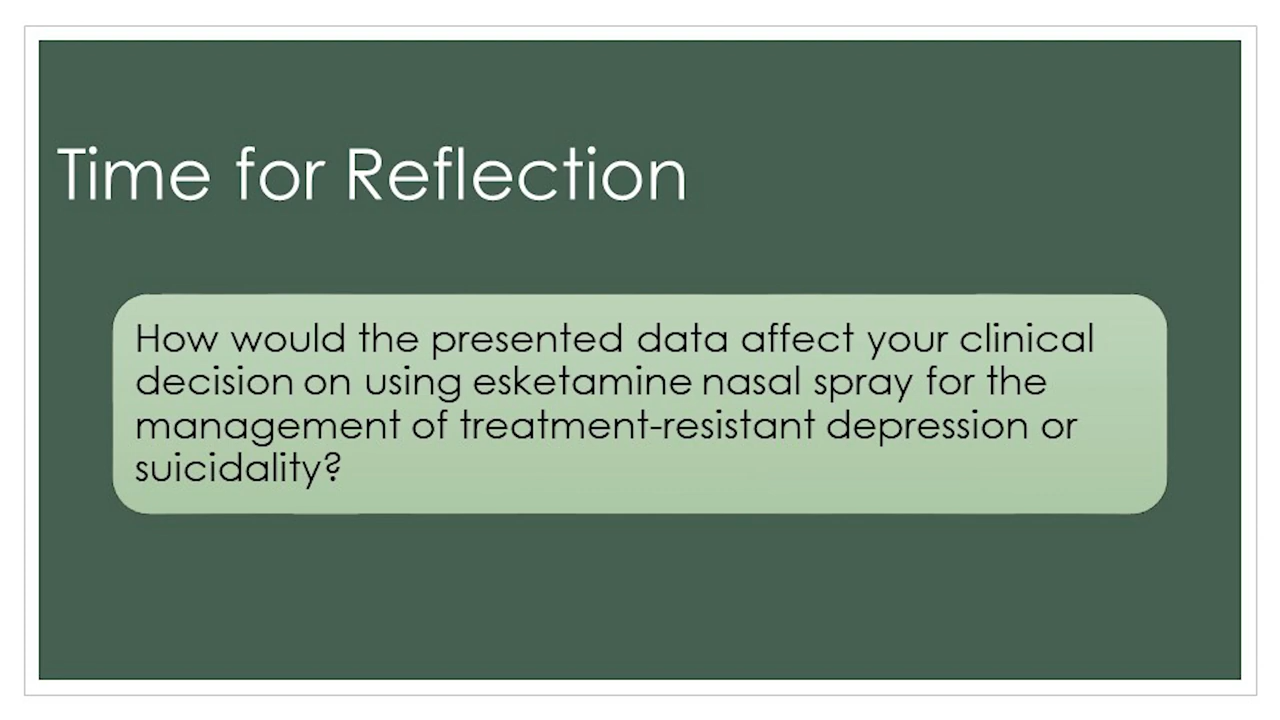 Time for Reflection
How would the presented data affect your clinical
decision on using esketamine nasal spray for the
management of treatment-resistant depression or
suicidality?